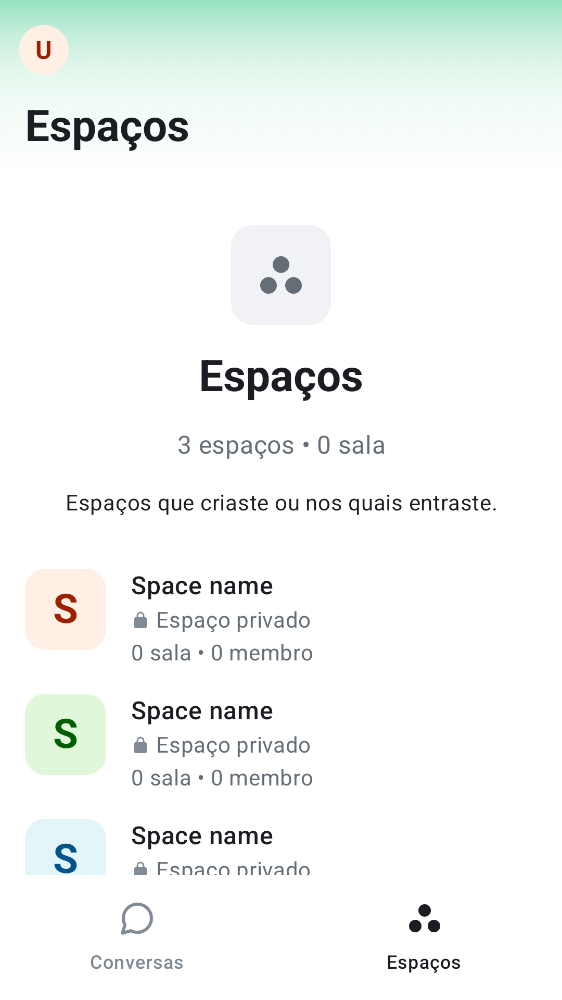 U
Espaços
Espaços
3 espaços • 0 sala
Espaços que criaste ou nos quais entraste.
S
Space name
Espaço privado
0 sala • 0 membro
S
Space name
Espaço privado
0 sala • 0 membro
S
Space name
Espaço privado
Conversas
Espaços